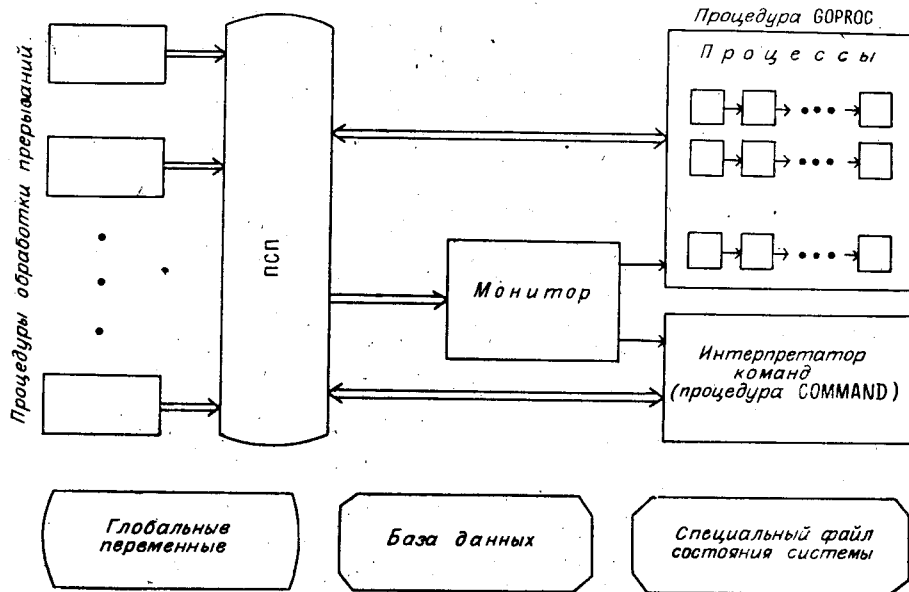 Процедура GOPROC
Процессы
Процедуры обработки прерываний
ПСП
Монитор
Интерпретатор
команд
(процедура COMMAND)
Глобальные
переменные
База данных
Специальный файл
состояния системы